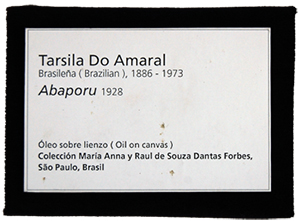 Tarsila Do Amaral
Brasileña ( Brazilian ), 1886 - 1973
Abaporu 1928
Óleo sobre lienzo ( Oil on canvas )
Colección María Anna y Raul de Souza Dantas Forbes,
São Paulo, Brasil